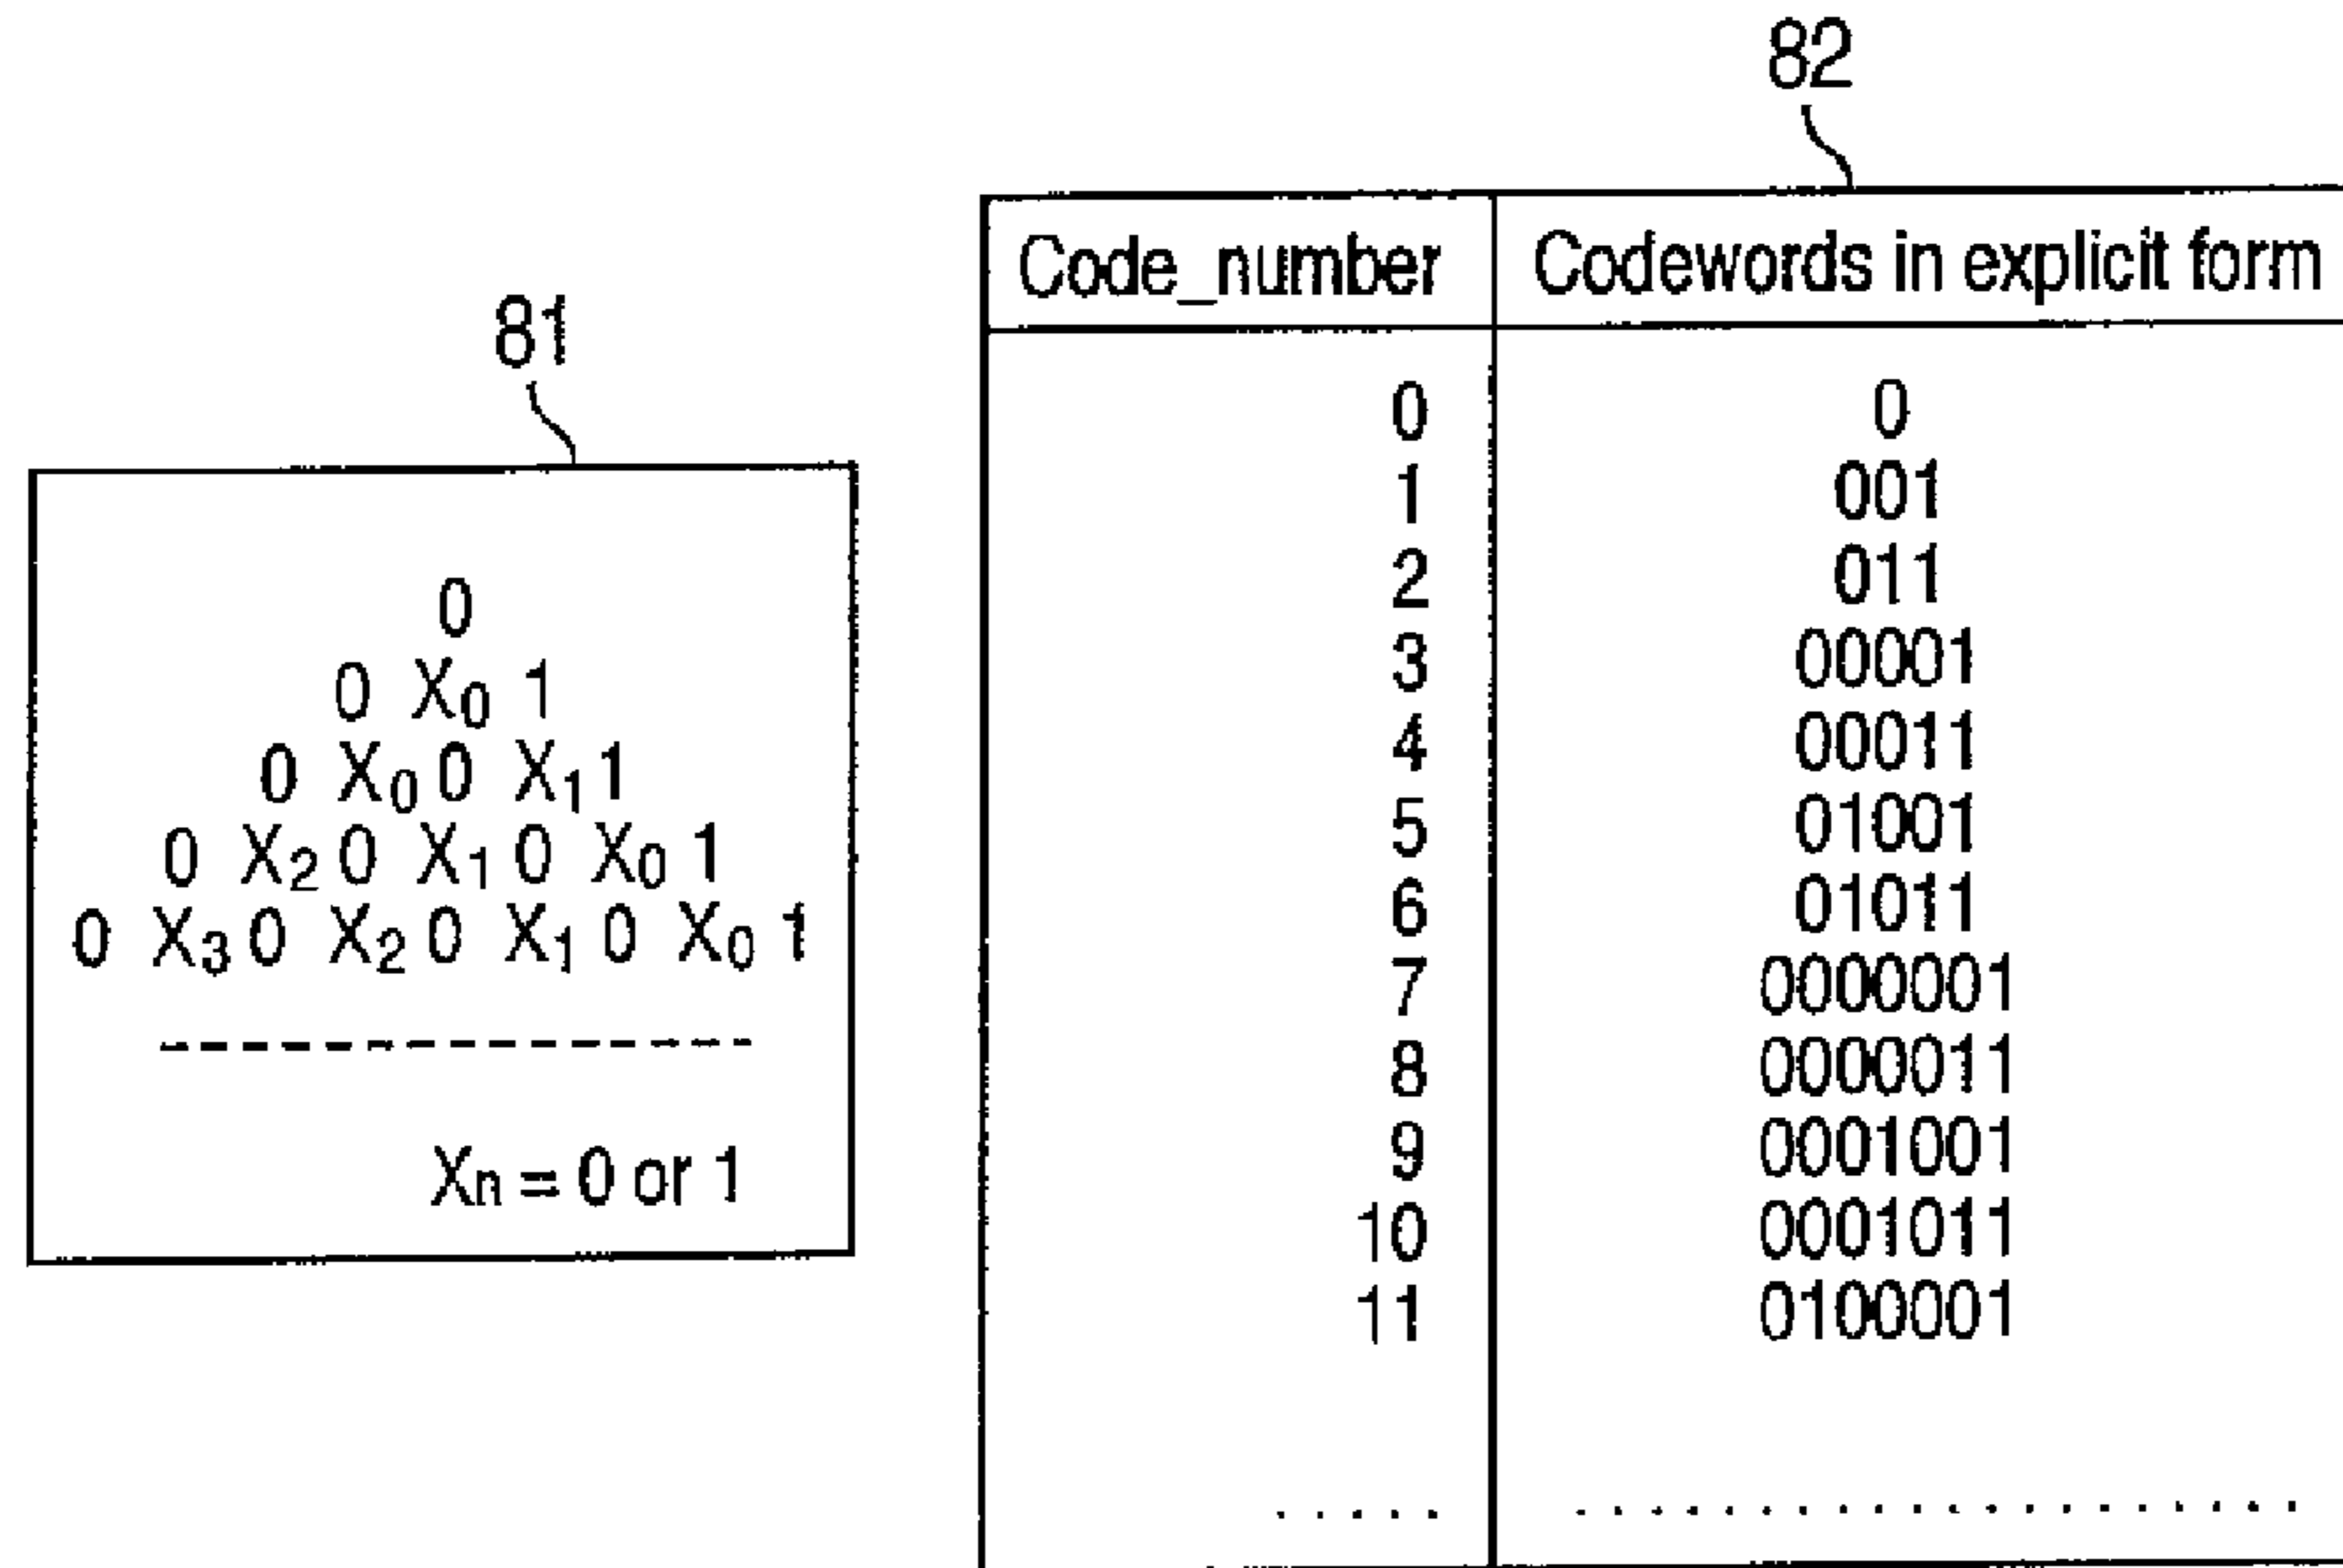 81
0
0 X₀ 1
0 X₀ 0 X₁ 1
0 X₂ 0 X₁ 0 X₀ 1
0 X₃ 0 X₂ 0 X₁ 0 X₀ 1
Xn = 0 or 1
82
Code_number Codewords in explicit form
0 0
1 001
2 011
3 00001
4 00011
5 01001
6 01011
7 0000001
8 0000011
9 0001001
10 0001011
11 0100001
..... ....................